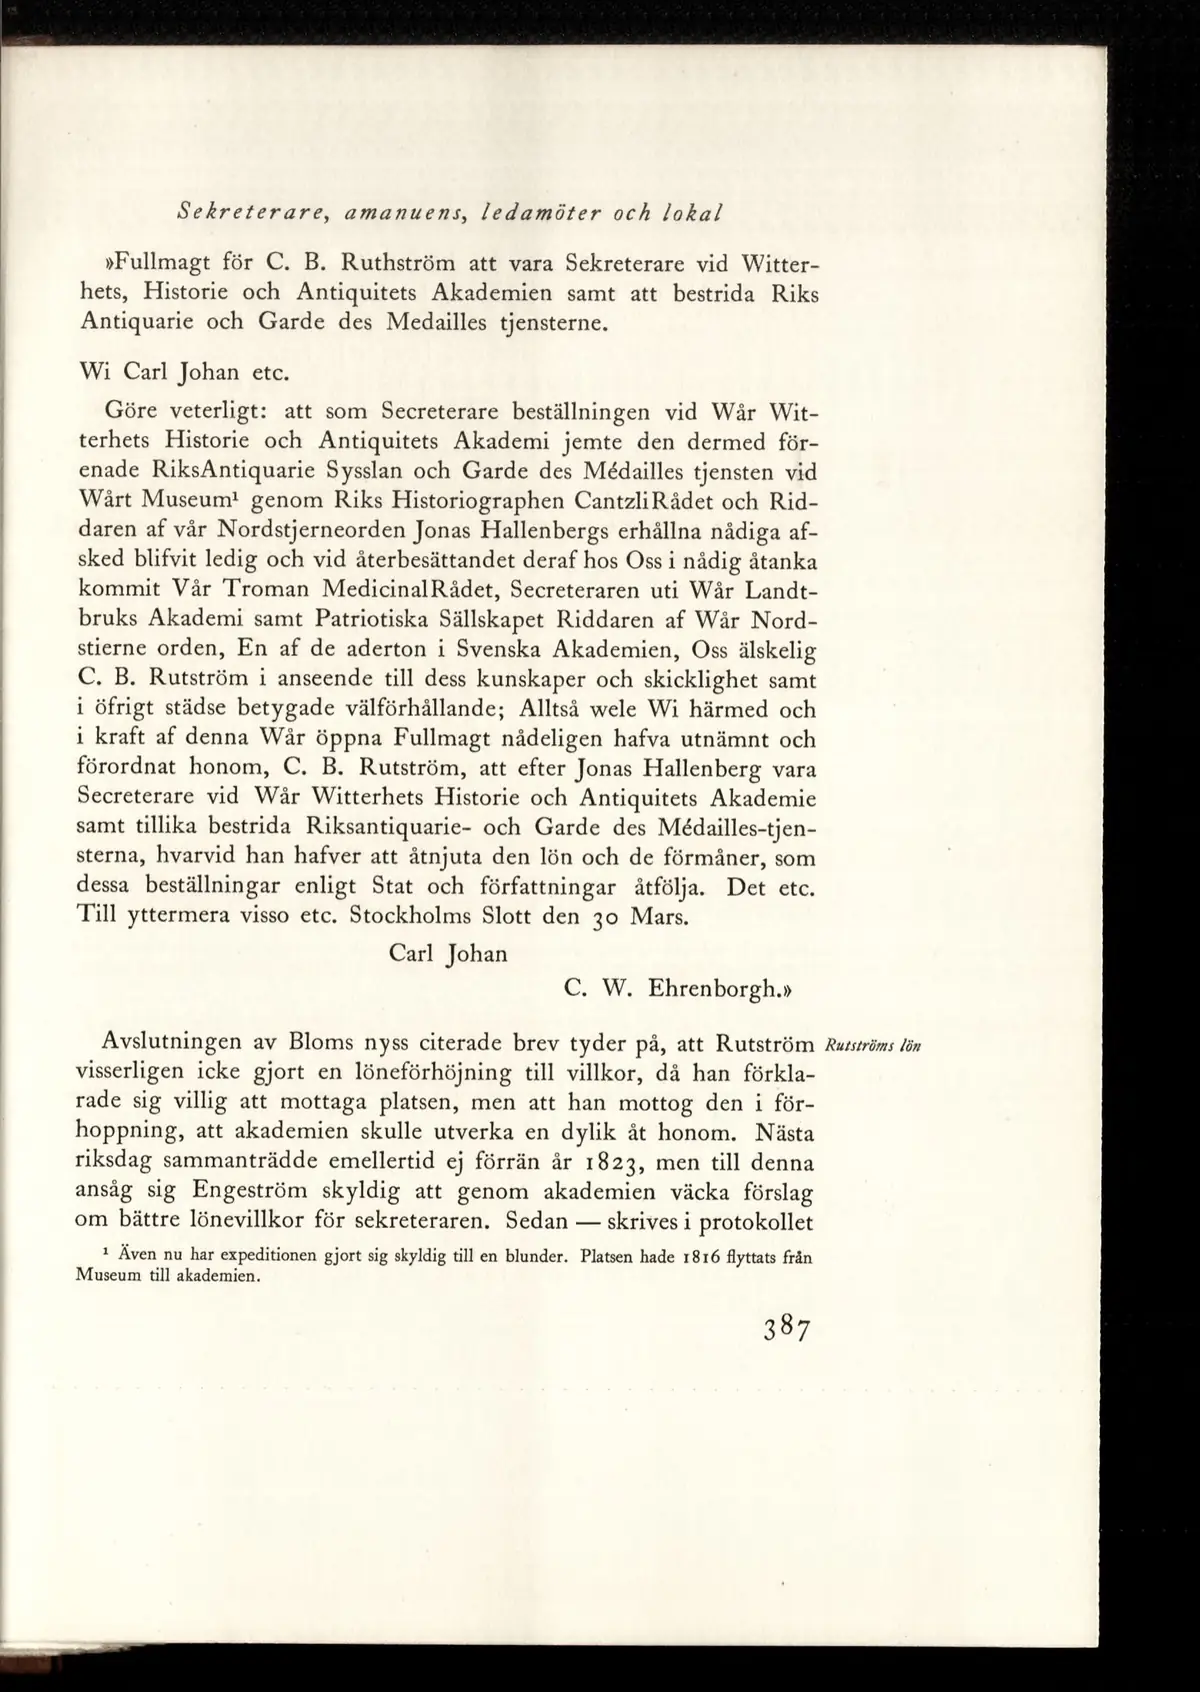 Sekreterare, amanuens, ledamöter och lokal
»Fullmagt för C. B. Ruthström att vara Sekreterare vid Witter-
hets, Historie och Antiquitets Akademien samt att bestrida Riks
Antiquarie och Garde des Medailles tjensterne.
Wi Carl Johan etc.
Göre veterligt: att som Secreterare beställningen vid Wår Wit-
terhets Historie och Antiquitets Akademi jemte den dermed för-
enade RiksAntiquarie Sysslan och Garde des Médailles tjensten vid
Wårt Museum¹ genom Riks Historiographen CantzliRådet och Rid-
daren af vår Nordstjerneorden Jonas Hallenbergs erhållna nådiga af-
sked blifvit ledig och vid återbesättandet deraf hos Oss i nådig åtanka
kommit Vår Troman MedicinalRådet, Secreteraren uti Wår Landt-
bruks Akademi samt Patriotiska Sällskapet Riddaren af Wår Nord-
stierne orden, En af de aderton i Svenska Akademien, Oss älskelig
C. B. Rutström i anseende till dess kunskaper och skicklighet samt
i öfrigt städse betygade välförhållande; Alltså wele Wi härmed och
i kraft af denna Wår öppna Fullmagt nådeligen hafva utnämnt och
förordnat honom, C. B. Rutström, att efter Jonas Hallenberg vara
Secreterare vid Wår Witterhets Historie och Antiquitets Akademie
samt tillika bestrida Riksantiquarie- och Garde des Médailles-tjen-
sterna, hvarvid han hafver att åtnjuta den lön och de förmåner, som
dessa beställningar enligt Stat och författningar åtfölja. Det etc.
Till yttermera visso etc. Stockholms Slott den 30 Mars.
Carl Johan
C. W. Ehrenborgh.»
Avslutningen av Bloms nyss citerade brev tyder på, att Rutström Rutströms lön
visserligen icke gjort en löneförhöjning till villkor, då han förkla-
rade sig villig att mottaga platsen, men att han mottog den i för-
hoppning, att akademien skulle utverka en dylik åt honom. Nästa
riksdag sammanträdde emellertid ej förrän år 1823, men till denna
ansåg sig Engeström skyldig att genom akademien väcka förslag
om bättre lönevillkor för sekreteraren. Sedan — skrives i protokollet
¹ Även nu har expeditionen gjort sig skyldig till en blunder. Platsen hade 1816 flyttats från
Museum till akademien.
387